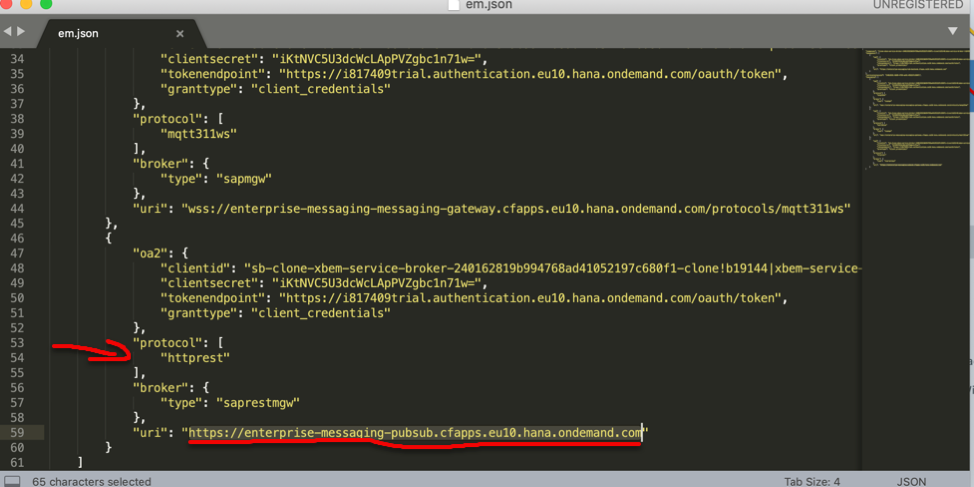 em.json
UNREGISTERED
em.json
34 "clientsecret": "iKtNVC5U3dcWcLApPVZgbc1n71w=",
35 "tokenendpoint": "https://i817409trial.authentication.eu10.hana.ondemand.com/oauth/token",
36 "granttype": "client_credentials"
37 },
38 "protocol": [
39 "mqtt311ws"
40 ],
41 "broker": {
42 "type": "sapmgw"
43 },
44 "uri": "wss://enterprise-messaging-messaging-gateway.cfapps.eu10.hana.ondemand.com/protocols/mqtt311ws"
45 },
46 {
47 "oa2": {
48 "clientid": "sb-clone-xbem-service-broker-240162819b994768ad41052197c680f1-clone!b19144|xbem-service-
49 "clientsecret": "iKtNVC5U3dcWcLApPVZgbc1n71w=",
50 "tokenendpoint": "https://i817409trial.authentication.eu10.hana.ondemand.com/oauth/token",
51 "granttype": "client_credentials"
52 },
53 "protocol": [
54 "httprest"
55 ],
56 "broker": {
57 "type": "saprestmgw"
58 },
59 "uri": "https://enterprise-messaging-pubsub.cfapps.eu10.hana.ondemand.com"
60 }
61 ]
65 characters selected
Tab Size: 4
JSON